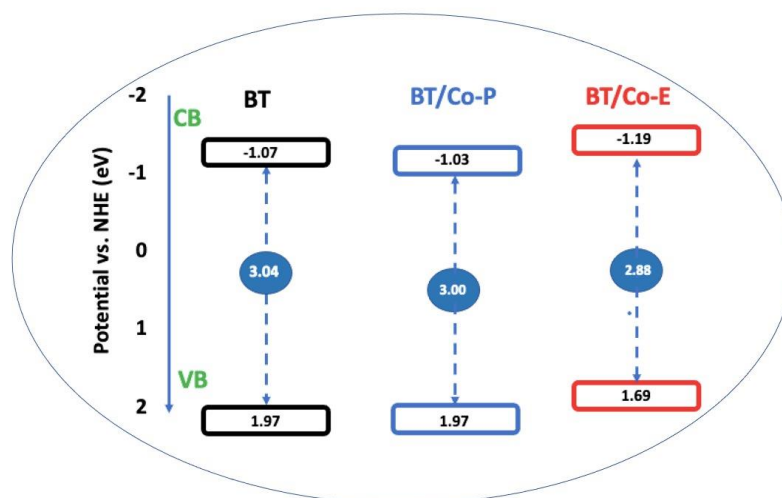 BT
BT/Co-P
BT/Co-E
Potential vs. NHE (eV)
-2
-1
0
1
2
CB
VB
-1.07
-1.03
-1.19
3.04
3.00
2.88
1.97
1.97
1.69